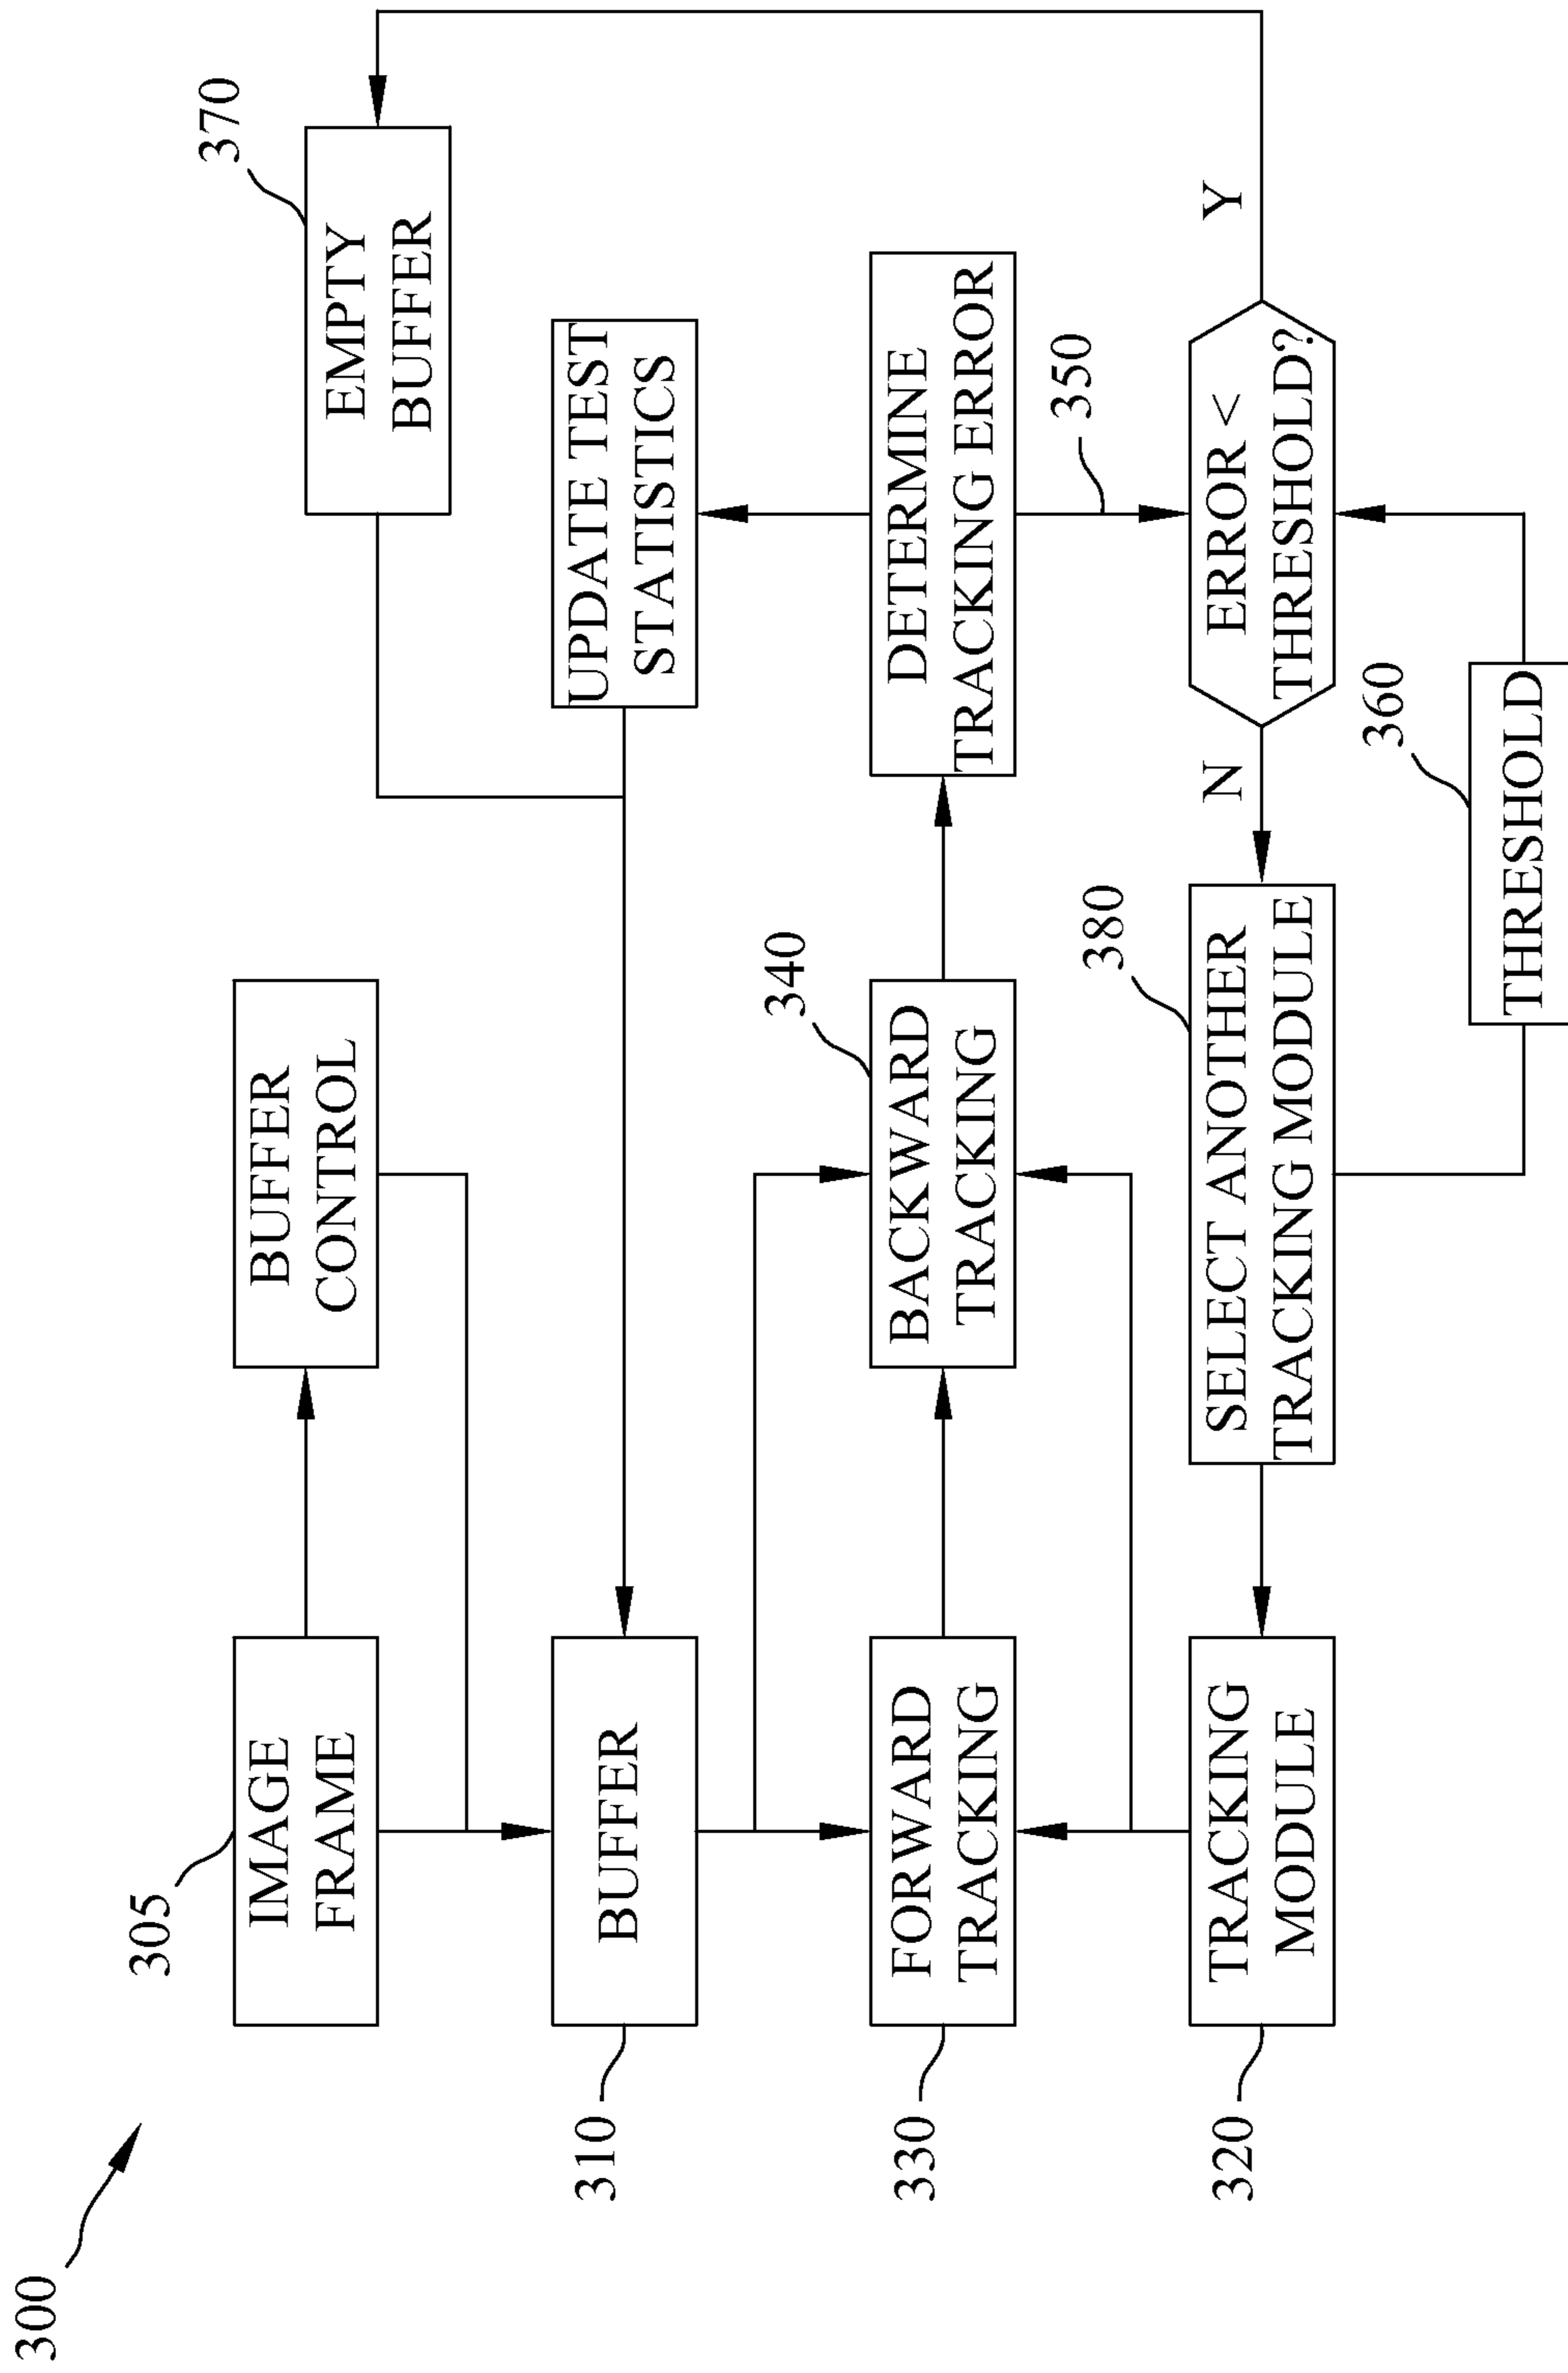 300
305
IMAGE
FRAME
BUFFER
CONTROL
370
EMPTY
BUFFER
310
BUFFER
UPDATE TEST
STATISTICS
330
FORWARD
TRACKING
340
BACKWARD
TRACKING
DETERMINE
TRACKING ERROR
350
320
TRACKING
MODULE
380
SELECT ANOTHER
TRACKING MODULE
N
ERROR <
THRESHOLD?
Y
360
THRESHOLD